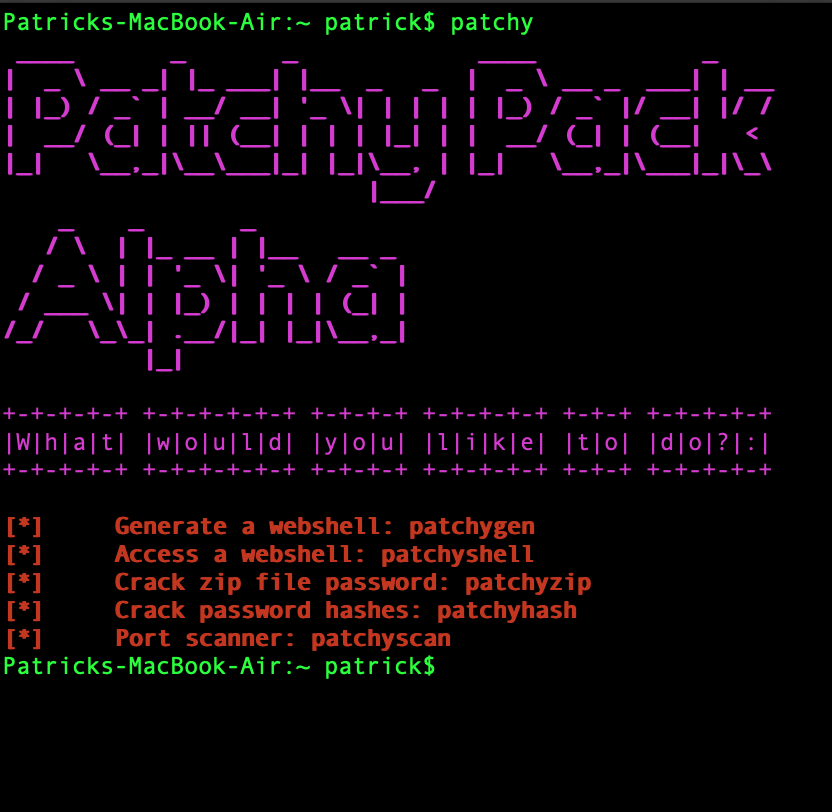 Patricks-MacBook-Air:~ patrick$ patchy
Patchy Pack
Alpha
+-+-+-+-+ +-+-+-+-+-+ +-+-+-+ +-+-+-+-+ +-+-+ +-+-+-+-+
|W|h|a|t| |w|o|u|l|d| |y|o|u| |l|i|k|e| |t|o| |d|o|?|:|
+-+-+-+-+ +-+-+-+-+-+ +-+-+-+ +-+-+-+-+ +-+-+ +-+-+-+-+
[*]     Generate a webshell: patchygen
[*]     Access a webshell: patchyshell
[*]     Crack zip file password: patchyzip
[*]     Crack password hashes: patchyhash
[*]     Port scanner: patchyscan
Patricks-MacBook-Air:~ patrick$